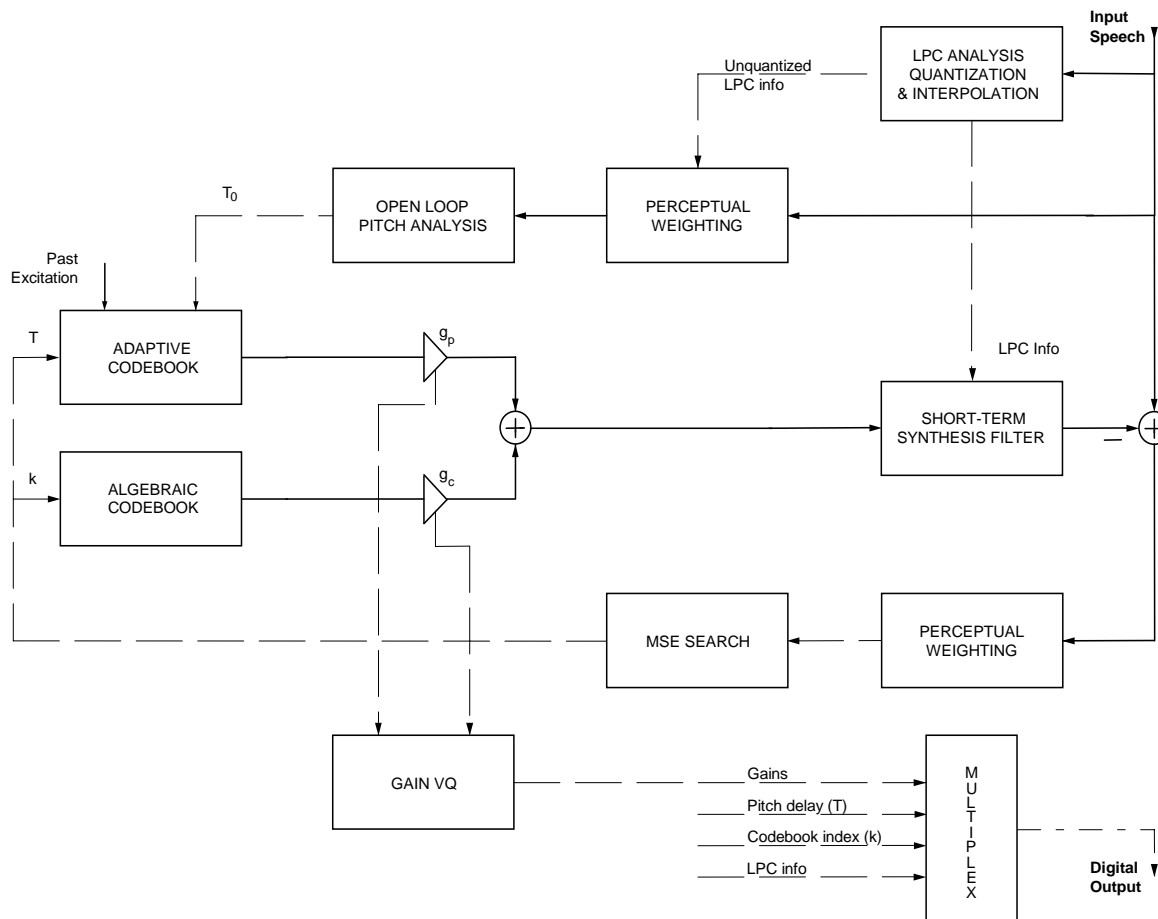 Input
Speech
LPC ANALYSIS
QUANTIZATION
& INTERPOLATION
Unquantized
LPC info
T0
OPEN LOOP
PITCH ANALYSIS
PERCEPTUAL
WEIGHTING
Past
Excitation
T
ADAPTIVE
CODEBOOK
gp
LPC Info
SHORT-TERM
SYNTHESIS FILTER
k
ALGEBRAIC
CODEBOOK
gc
MSE SEARCH
PERCEPTUAL
WEIGHTING
GAIN VQ
Gains
Pitch delay (T)
Codebook index (k)
LPC info
MULTIPLEX
Digital
Output